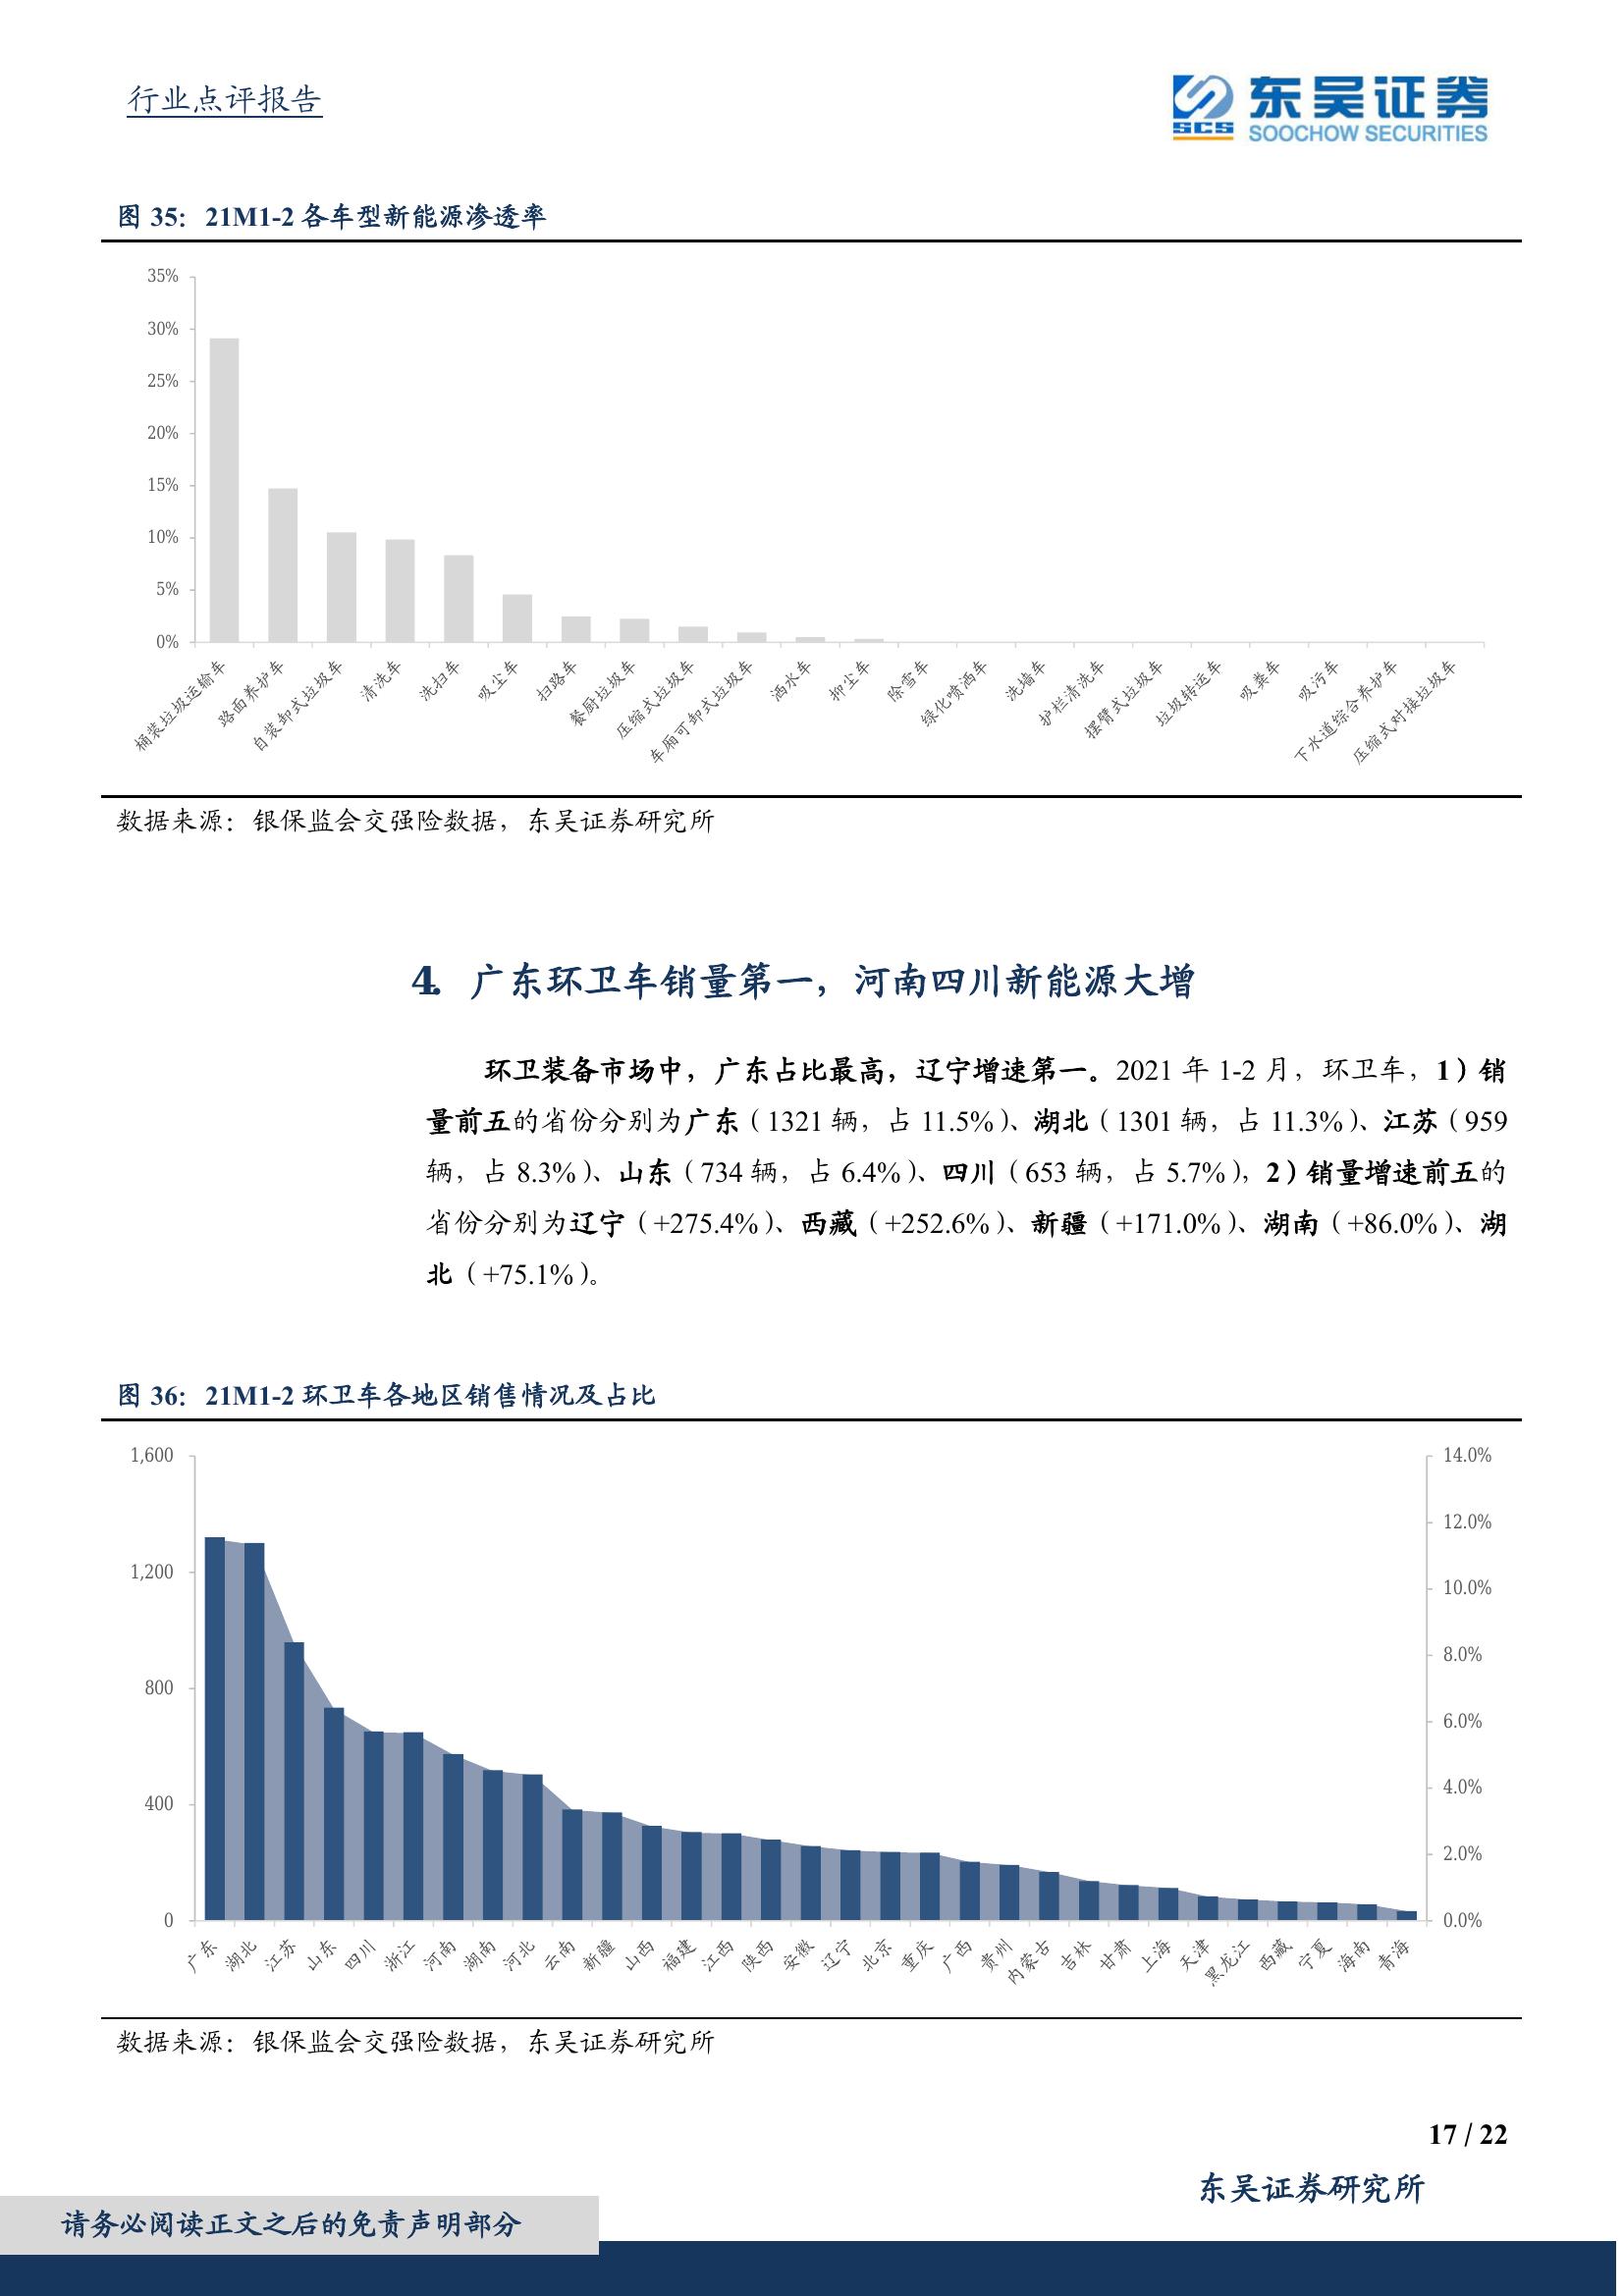 行业点评报告
东吴证券
SCS
SOOCHOW SECURITIES
图 35：21M1-2 各车型新能源渗透率
35%
30%
25%
20%
15%
10%
5%
0%
桶装垃圾运输车
路面养护车
自装卸式垃圾车
清洗车
洗扫车
吸尘车
扫路车
餐厨垃圾车
压缩式垃圾车
车厢可卸式垃圾车
洒水车
抑尘车
除雪车
绿化喷洒车
洗墙车
护栏清洗车
摆臂式垃圾车
垃圾转运车
吸粪车
吸污车
下水道综合养护车
压缩式对接垃圾车
数据来源：银保监会交强险数据，东吴证券研究所
4. 广东环卫车销量第一，河南四川新能源大增
环卫装备市场中，广东占比最高，辽宁增速第一。2021 年 1-2 月，环卫车，1）销
量前五的省份分别为广东（1321 辆，占 11.5%）、湖北（1301 辆，占 11.3%）、江苏（959
辆，占 8.3%）、山东（734 辆，占 6.4%）、四川（653 辆，占 5.7%），2）销量增速前五的
省份分别为辽宁（+275.4%）、西藏（+252.6%）、新疆（+171.0%）、湖南（+86.0%）、湖
北（+75.1%）。
图 36：21M1-2 环卫车各地区销售情况及占比
1,600
1,200
800
400
0
14.0%
12.0%
10.0%
8.0%
6.0%
4.0%
2.0%
0.0%
广东
湖北
江苏
山东
四川
浙江
河南
湖南
河北
云南
新疆
山西
福建
江西
陕西
安徽
辽宁
北京
重庆
广西
贵州
内蒙古
吉林
甘肃
上海
天津
黑龙江
西藏
宁夏
海南
青海
数据来源：银保监会交强险数据，东吴证券研究所
17 / 22
东吴证券研究所
请务必阅读正文之后的免责声明部分